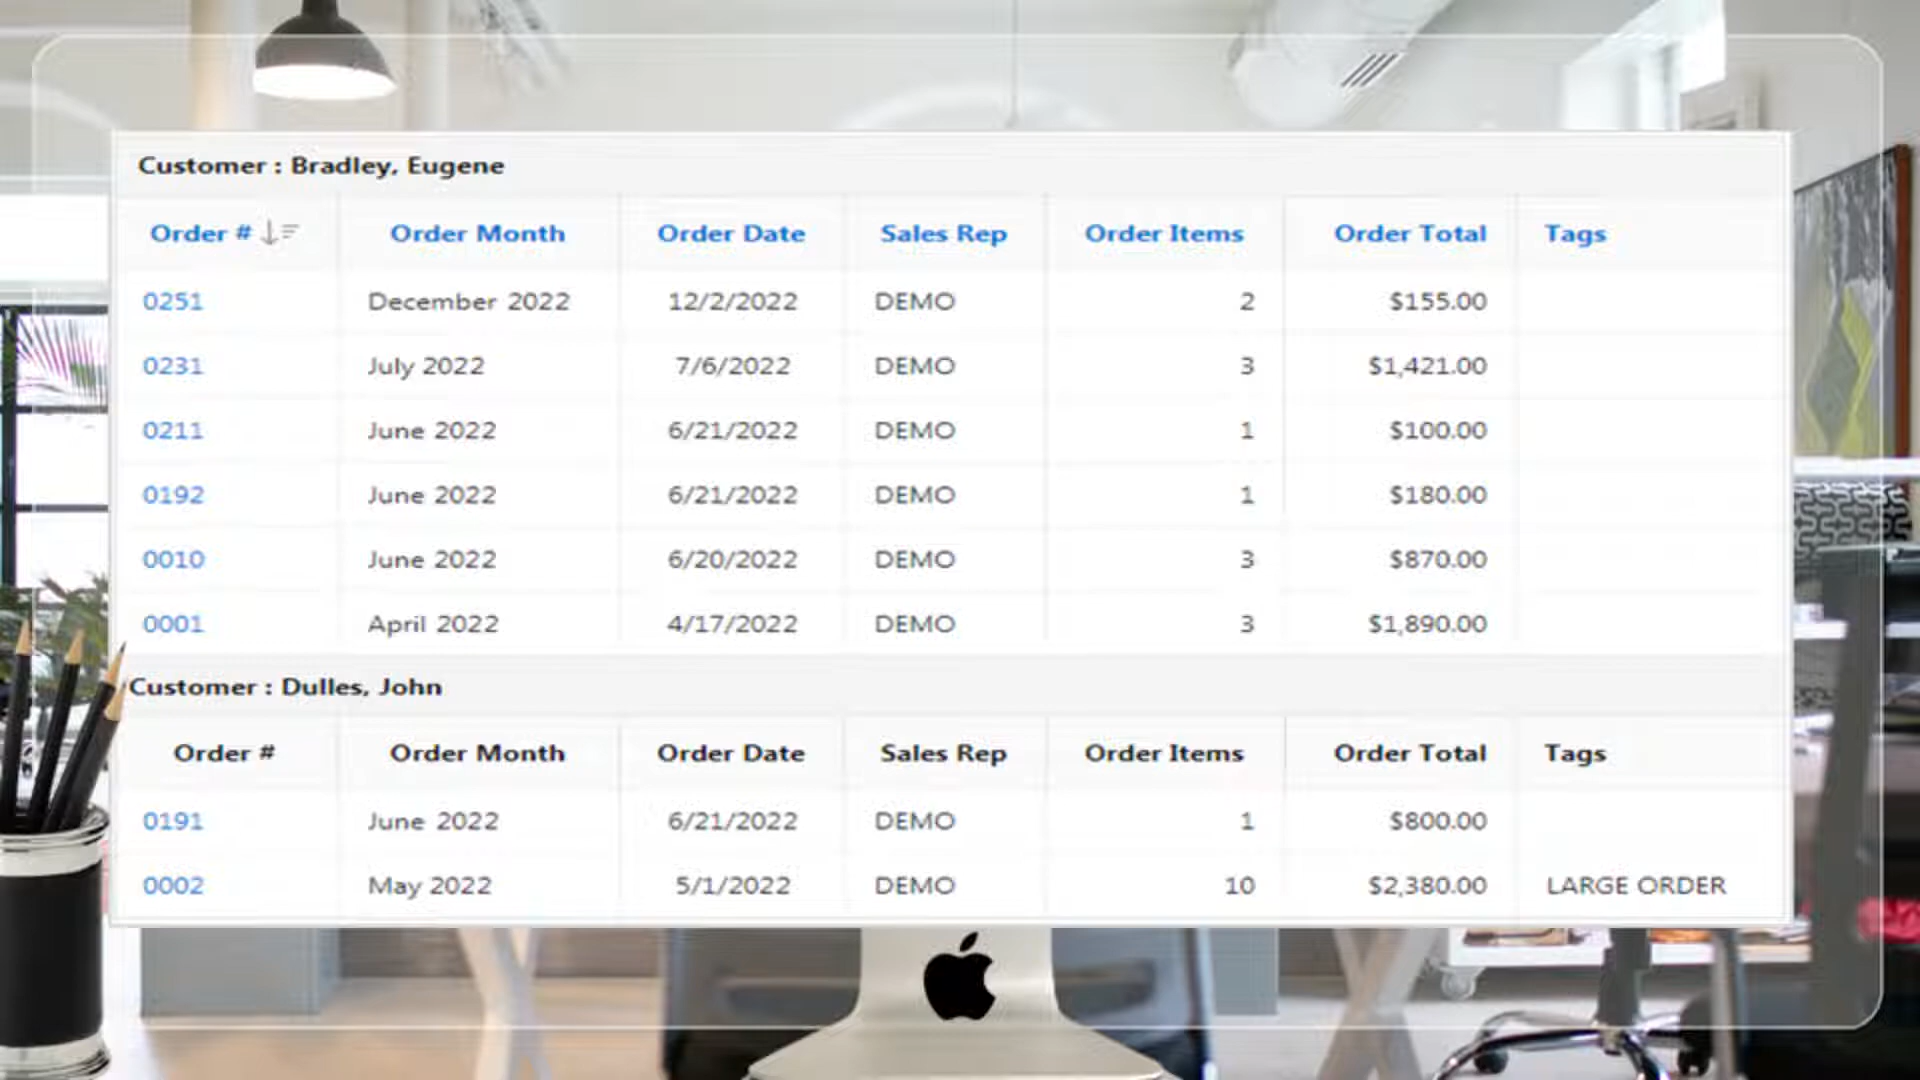 Customer : Bradley, Eugene
Order # Order Month Order Date Sales Rep Order Items Order Total Tags
0251 December 2022 12/2/2022 DEMO 2 $155.00
0231 July 2022 7/6/2022 DEMO 3 $1,421.00
0211 June 2022 6/21/2022 DEMO 1 $100.00
0192 June 2022 6/21/2022 DEMO 1 $180.00
0010 June 2022 6/20/2022 DEMO 3 $870.00
0001 April 2022 4/17/2022 DEMO 3 $1,890.00
Customer : Dulles, John
Order # Order Month Order Date Sales Rep Order Items Order Total Tags
0191 June 2022 6/21/2022 DEMO 1 $800.00
0002 May 2022 5/1/2022 DEMO 10 $2,380.00 LARGE ORDER